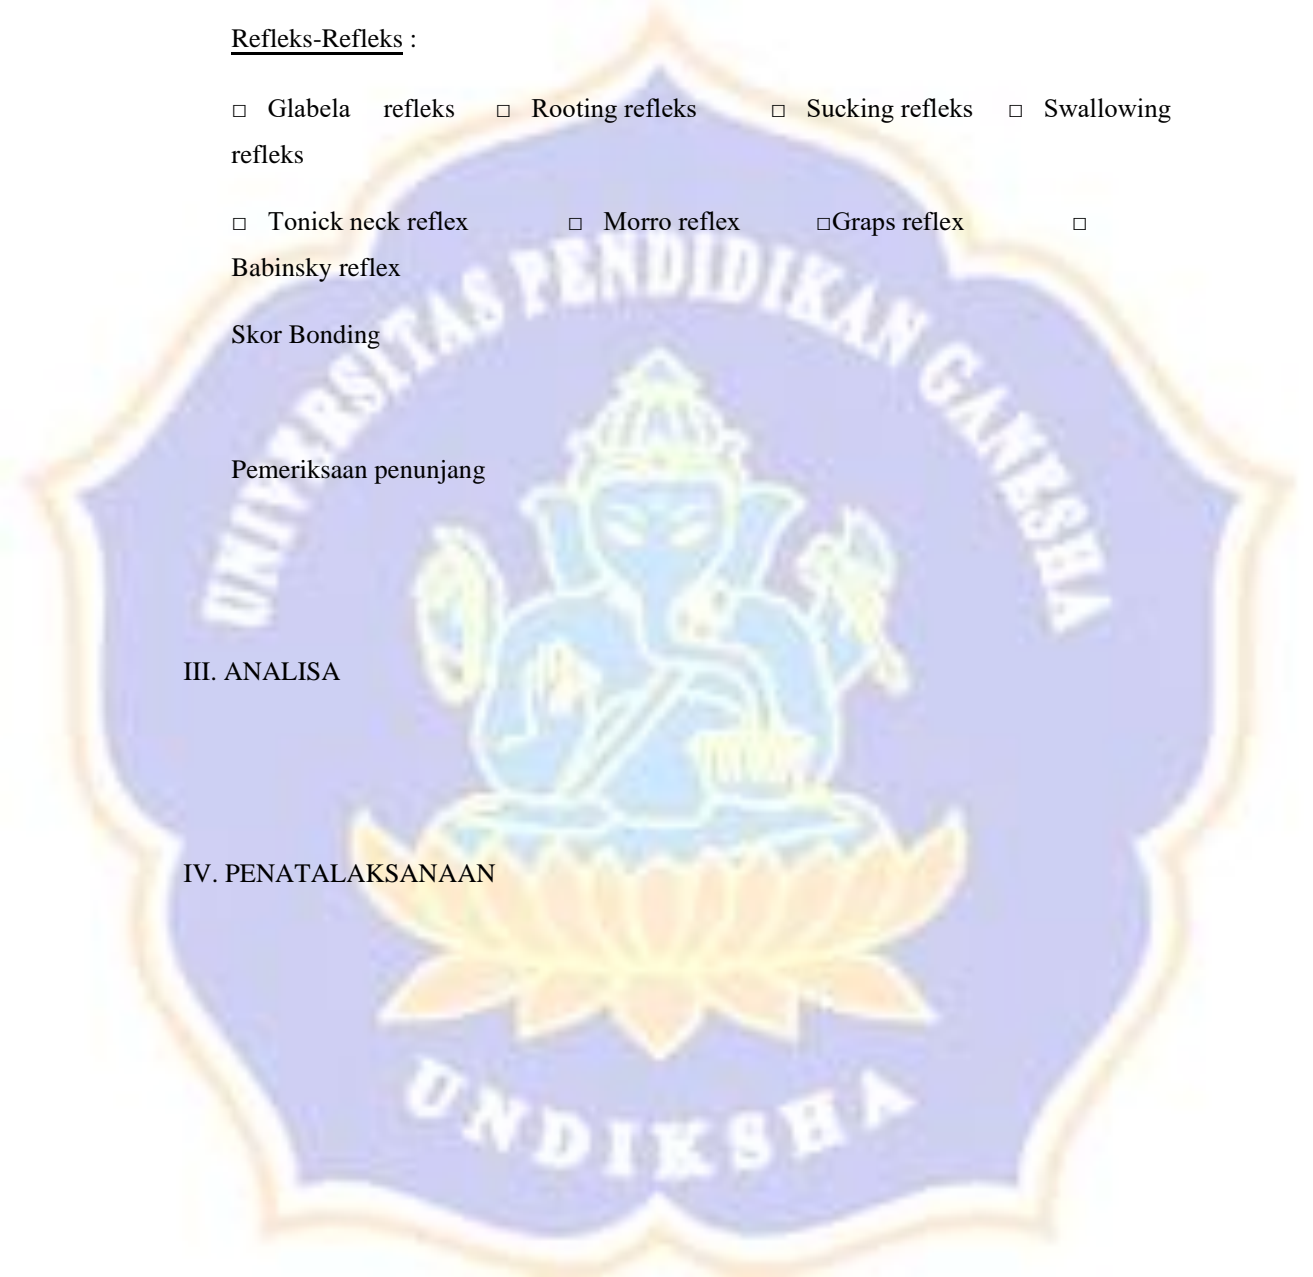 Refleks-Refleks :
□ Glabela refleks □ Rooting refleks □ Sucking refleks □ Swallowing
refleks
□ Tonick neck reflex □ Morro reflex □Graps reflex □
Babinsky reflex
UNIVERSITAS PENDIDIKAN GANESHA
Skor Bonding
Pemeriksaan penunjang
III. ANALISA
IV. PENATALAKSANAAN
UNDIKSHA